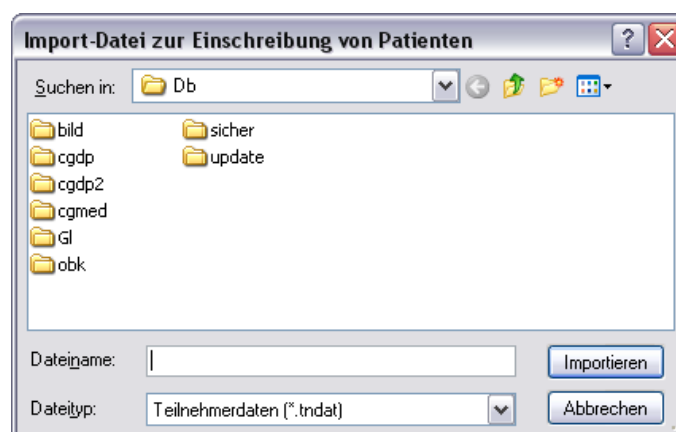 Import-Datei zur Einschreibung von Patienten
Suchen in: Db
bild sicher
cgdp update
cgdp2
cgmed
Gl
obk
Dateiname: Importieren
Dateityp: Teilnehmerdaten (*.tndat) Abbrechen